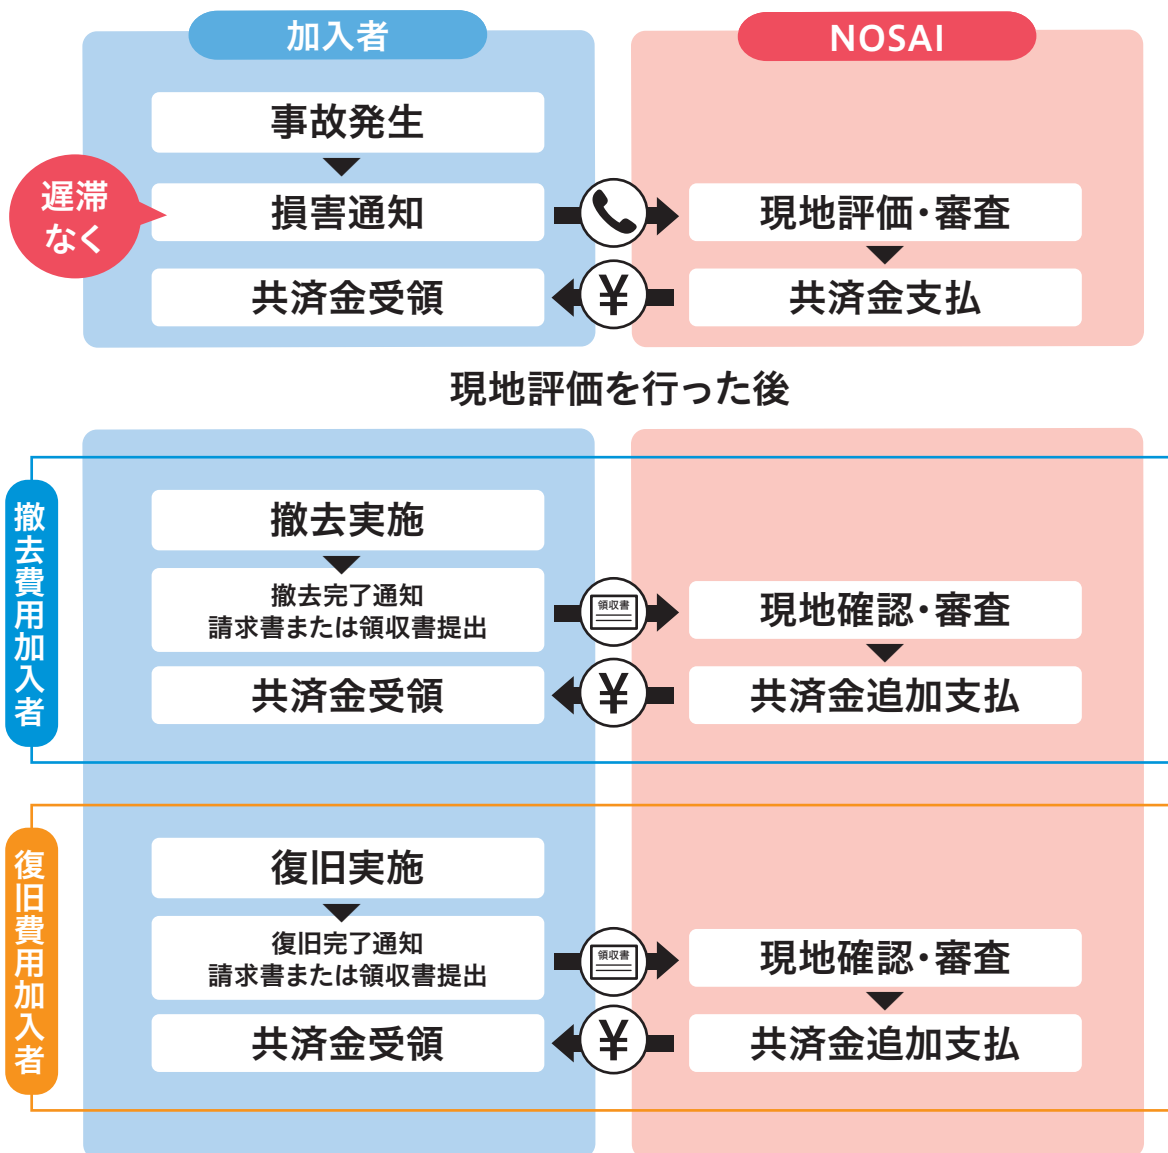 加入者
NOSAI
事故発生
遅滞
なく
損害通知
現地評価・審査
共済金受領
¥
共済金支払
現地評価を行った後
撤去費用加入者
撤去実施
撤去完了通知
請求書または領収書提出
領収書
現地確認・審査
共済金受領
¥
共済金追加支払
復旧費用加入者
復旧実施
復旧完了通知
請求書または領収書提出
領収書
現地確認・審査
共済金受領
¥
共済金追加支払